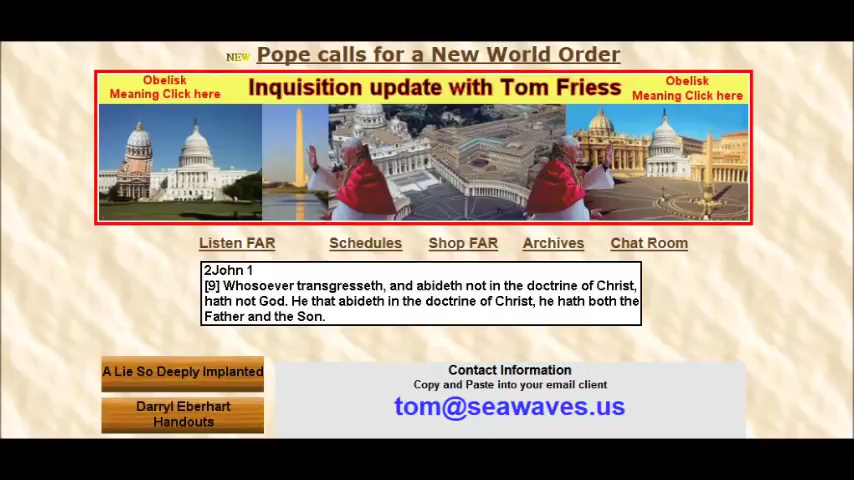 NEW Pope calls for a New World Order
Obelisk
Meaning Click here
Inquisition update with Tom Friess
Obelisk
Meaning Click here
Listen FAR Schedules Shop FAR Archives Chat Room
2John 1
[9] Whosoever transgresseth, and abideth not in the doctrine of Christ,
hath not God. He that abideth in the doctrine of Christ, he hath both the
Father and the Son.
A Lie So Deeply Implanted
Darryl Eberhart
Handouts
Contact Information
Copy and Paste into your email client
tom@seawaves.us